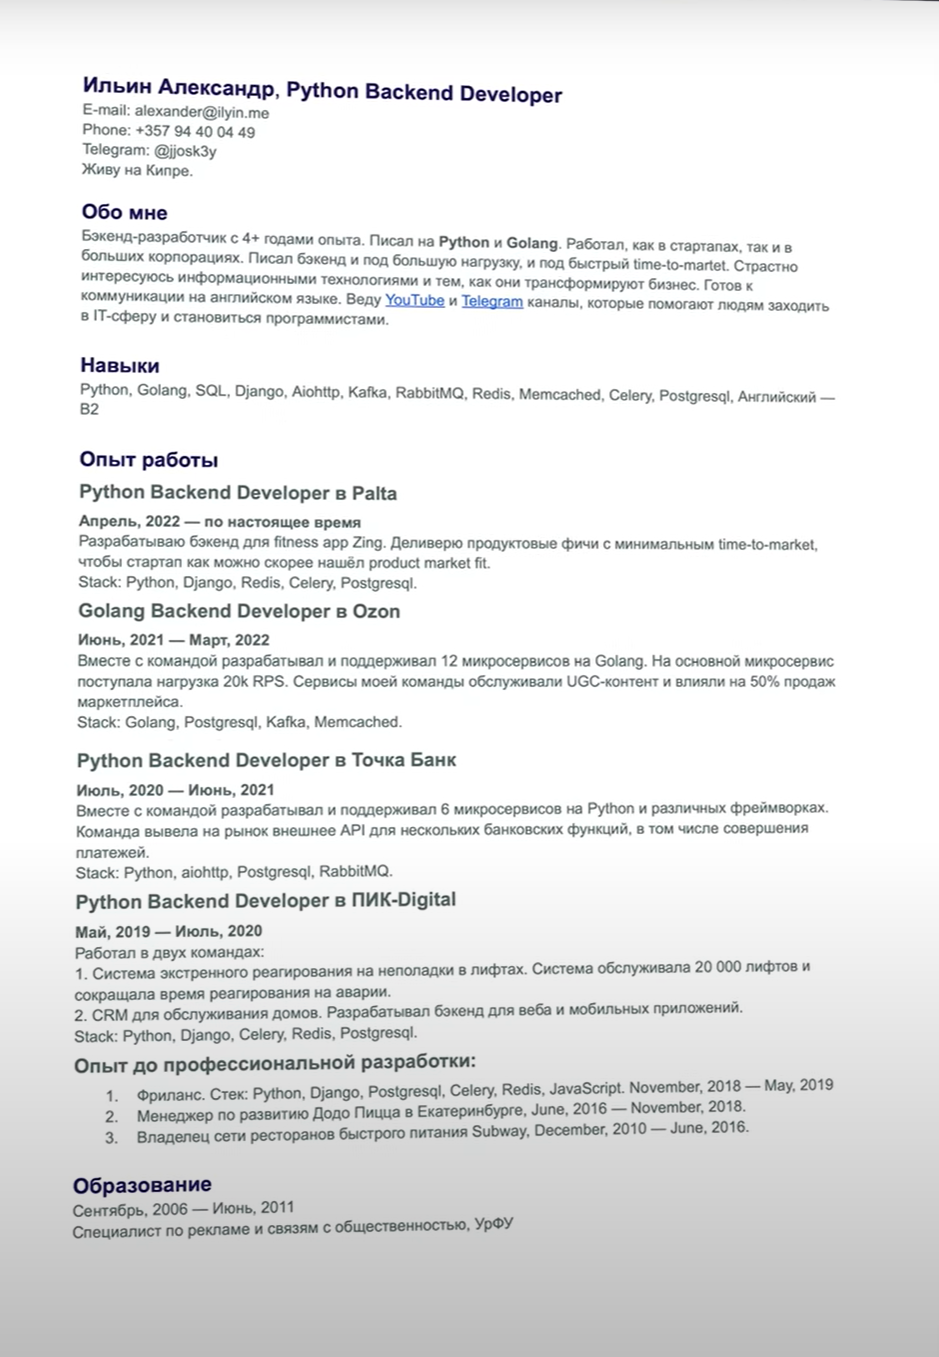 Ильин Александр, Python Backend Developer
E-mail: alexander@ilyin.me
Phone: +357 94 40 04 49
Telegram: @jjosk3y
Живу на Кипре.
Обо мне
Бэкенд-разработчик с 4+ годами опыта. Писал на Python и Golang. Работал, как в стартапах, так и в
больших корпорациях. Писал бэкенд и под большую нагрузку, и под быстрый time-to-martet. Страстно
интересуюсь информационными технологиями и тем, как они трансформируют бизнес. Готов к
коммуникации на английском языке. Веду YouTube и Telegram каналы, которые помогают людям заходить
в IT-сферу и становиться программистами.
Навыки
Python, Golang, SQL, Django, Aiohttp, Kafka, RabbitMQ, Redis, Memcached, Celery, Postgresql, Английский —
B2
Опыт работы
Python Backend Developer в Palta
Апрель, 2022 — по настоящее время
Разрабатываю бэкенд для fitness app Zing. Деливерю продуктовые фичи с минимальным time-to-market,
чтобы стартап как можно скорее нашёл product market fit.
Stack: Python, Django, Redis, Celery, Postgresql.
Golang Backend Developer в Ozon
Июнь, 2021 — Март, 2022
Вместе с командой разрабатывал и поддерживал 12 микросервисов на Golang. На основной микросервис
поступала нагрузка 20k RPS. Сервисы моей команды обслуживали UGC-контент и влияли на 50% продаж
маркетплейса.
Stack: Golang, Postgresql, Kafka, Memcached.
Python Backend Developer в Точка Банк
Июль, 2020 — Июнь, 2021
Вместе с командой разрабатывал и поддерживал 6 микросервисов на Python и различных фреймворках.
Команда вывела на рынок внешнее API для нескольких банковских функций, в том числе совершения
платежей.
Stack: Python, aiohttp, Postgresql, RabbitMQ.
Python Backend Developer в ПИК-Digital
Май, 2019 — Июль, 2020
Работал в двух командах:
1. Система экстренного реагирования на неполадки в лифтах. Система обслуживала 20 000 лифтов и
сокращала время реагирования на аварии.
2. CRM для обслуживания домов. Разрабатывал бэкенд для веба и мобильных приложений.
Stack: Python, Django, Celery, Redis, Postgresql.
Опыт до профессиональной разработки:
1. Фриланс. Стек: Python, Django, Postgresql, Celery, Redis, JavaScript. November, 2018 — May, 2019
2. Менеджер по развитию Додо Пицца в Екатеринбурге, June, 2016 — November, 2018.
3. Владелец сети ресторанов быстрого питания Subway, December, 2010 — June, 2016.
Образование
Сентябрь, 2006 — Июнь, 2011
Специалист по рекламе и связям с общественностью, УрФУ